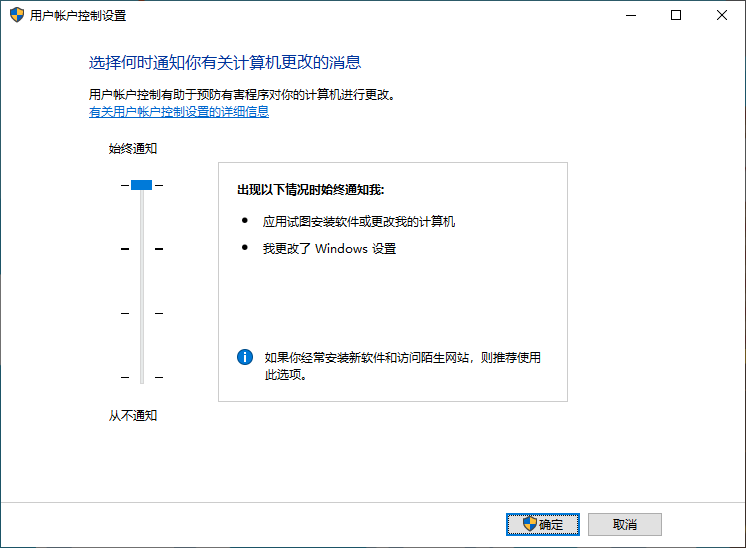 用户帐户控制设置
选择何时通知你有关计算机更改的消息
用户帐户控制有助于预防有害程序对你的计算机进行更改。
有关用户帐户控制设置的详细信息
始终通知
出现以下情况时始终通知我:
• 应用试图安装软件或更改我的计算机
• 我更改了 Windows 设置
如果你经常安装新软件和访问陌生网站，则推荐使用
此选项。
从不通知
确定
取消